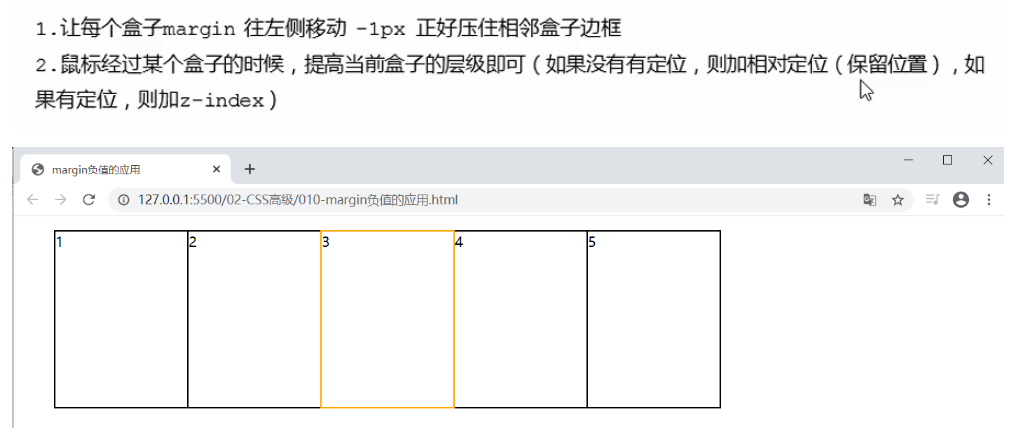 1.让每个盒子margin 往左侧移动 -1px 正好压住相邻盒子边框
2.鼠标经过某个盒子的时候，提高当前盒子的层级即可（如果没有有定位，则加相对定位（保留位置），如
果有定位，则加z-index）
margin负值的应用
127.0.0.1:5500/02-CSS高级/010-margin负值的应用.html
1 2 3 4 5